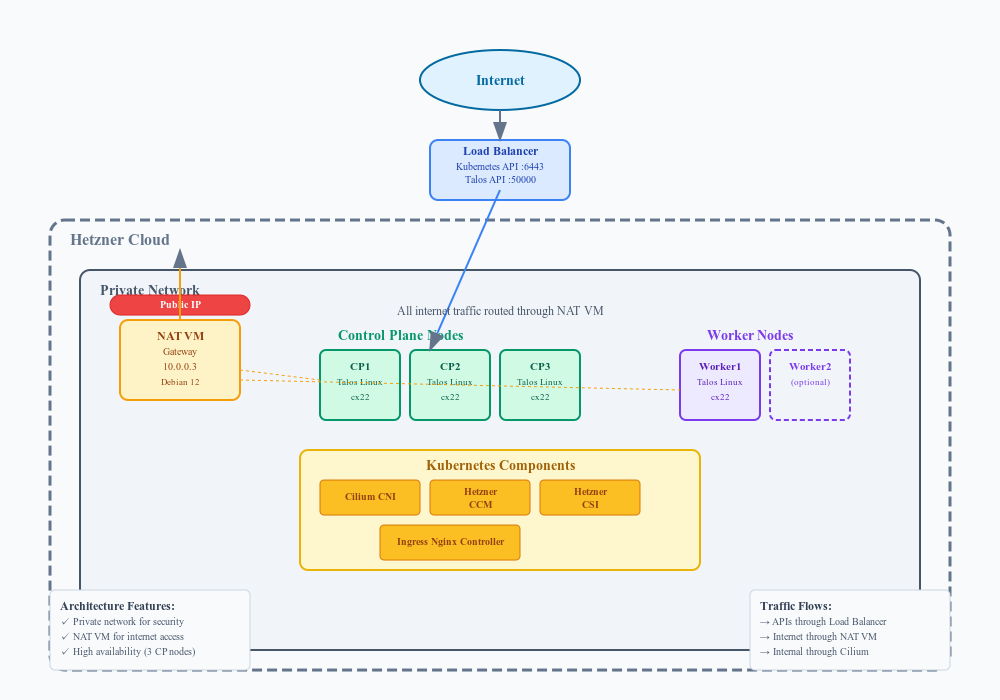 Internet
Load Balancer
Kubernetes API :6443
Talos API :50000
Hetzner Cloud
Private Network
Public IP
All internet traffic routed through NAT VM
NAT VM
Gateway
10.0.0.3
Debian 12
Control Plane Nodes
CP1
Talos Linux
cx22
CP2
Talos Linux
cx22
CP3
Talos Linux
cx22
Worker Nodes
Worker1
Talos Linux
cx22
Worker2
(optional)
Kubernetes Components
Cilium CNI
Hetzner
CCM
Hetzner
CSI
Ingress Nginx Controller
Architecture Features:
✓ Private network for security
✓ NAT VM for internet access
✓ High availability (3 CP nodes)
Traffic Flows:
→ APIs through Load Balancer
→ Internet through NAT VM
→ Internal through Cilium